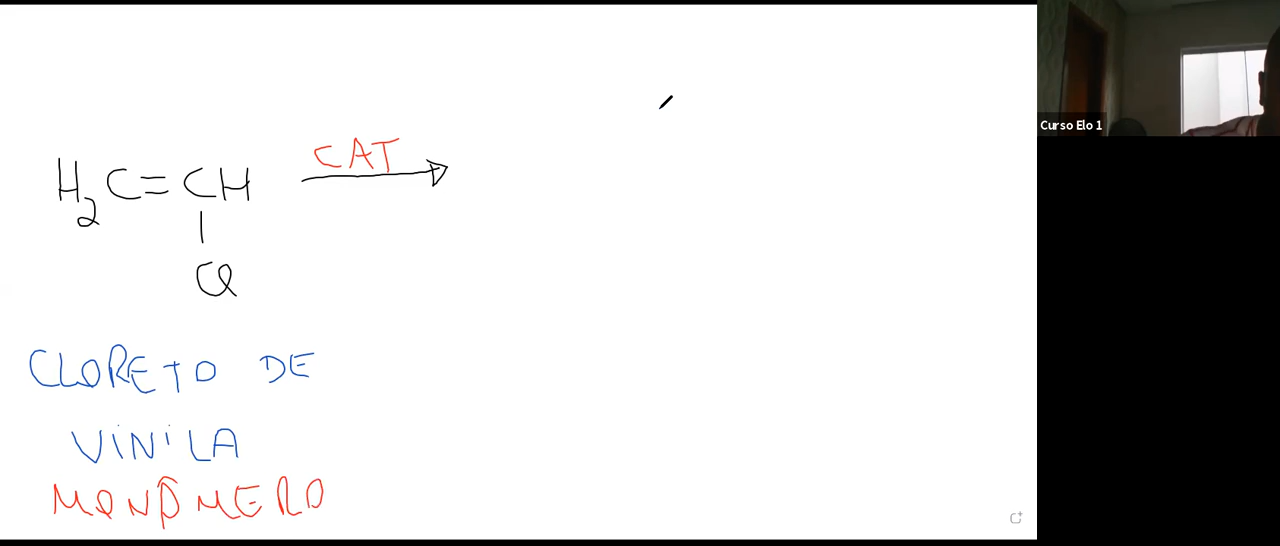 CAT
H2C=CH
Cl
CLORETO DE
VINILA
MONÔMERO
Curso Elo 1